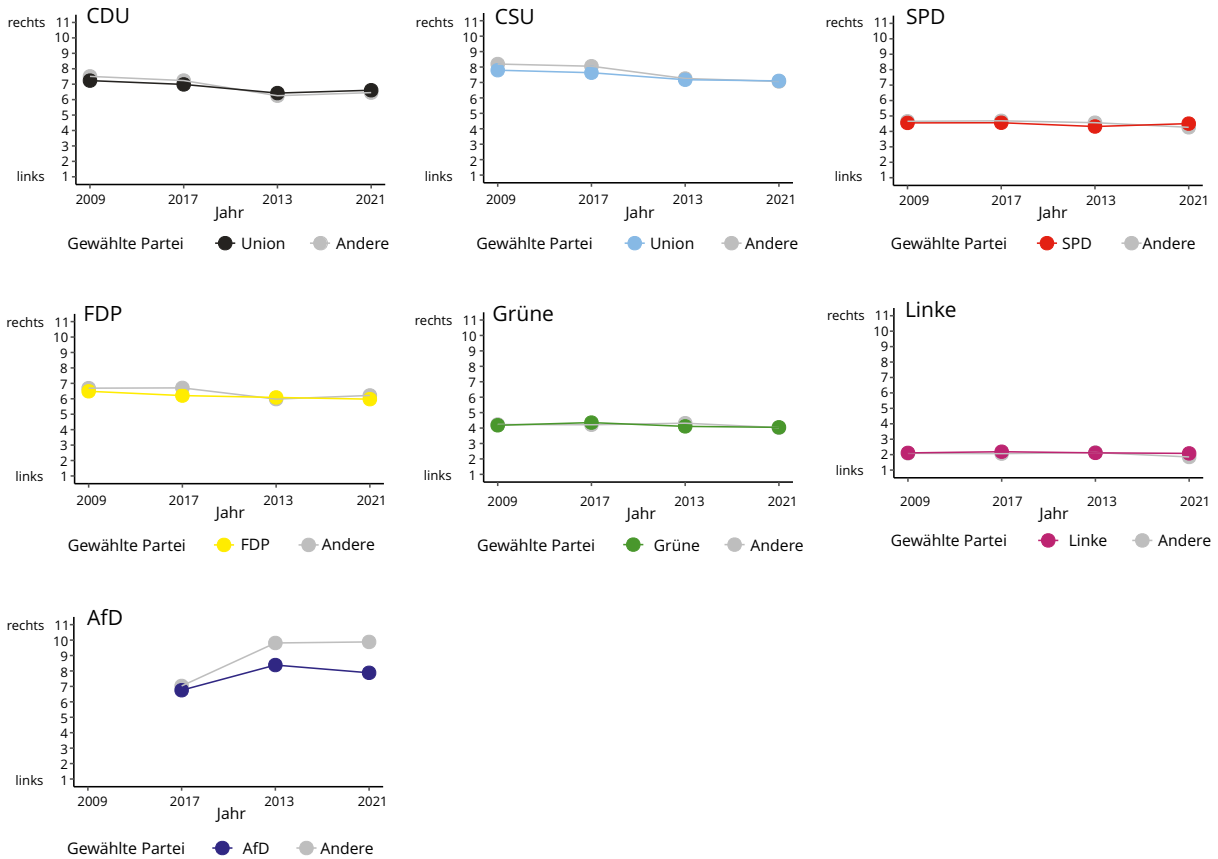 CDU
rechts
11
10
9
8
7
6
5
4
3
2
1
links
2009 2017 2013 2021
Jahr
Gewählte Partei Union Andere
CSU
rechts
11
10
9
8
7
6
5
4
3
2
1
links
2009 2017 2013 2021
Jahr
Gewählte Partei Union Andere
SPD
rechts
11
10
9
8
7
6
5
4
3
2
1
links
2009 2017 2013 2021
Jahr
Gewählte Partei SPD Andere
FDP
rechts
11
10
9
8
7
6
5
4
3
2
1
links
2009 2017 2013 2021
Jahr
Gewählte Partei FDP Andere
Grüne
rechts
11
10
9
8
7
6
5
4
3
2
1
links
2009 2017 2013 2021
Jahr
Gewählte Partei Grüne Andere
Linke
rechts
11
10
9
8
7
6
5
4
3
2
1
links
2009 2017 2013 2021
Jahr
Gewählte Partei Linke Andere
AfD
rechts
11
10
9
8
7
6
5
4
3
2
1
links
2009 2017 2013 2021
Jahr
Gewählte Partei AfD Andere